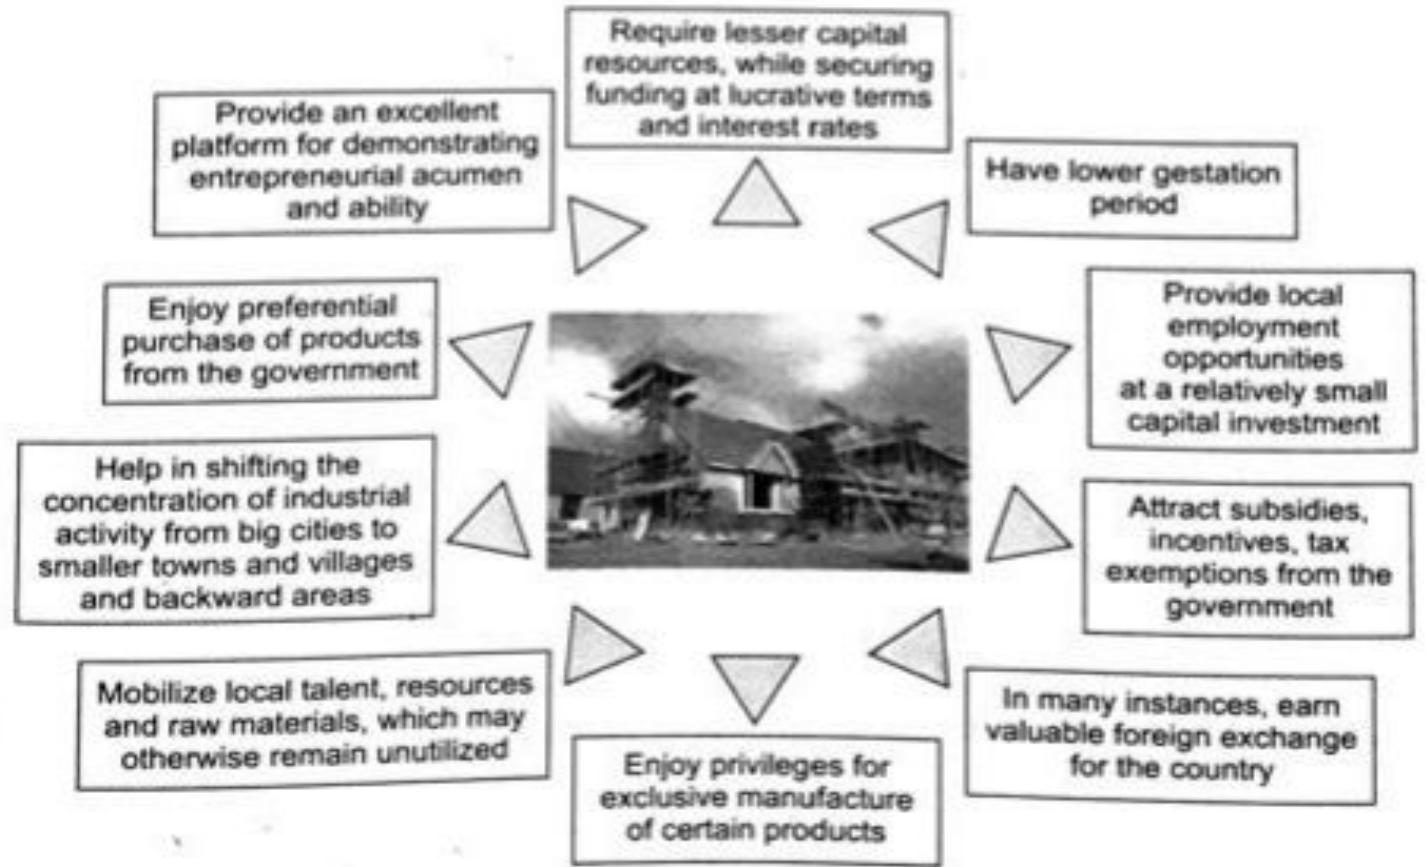 Require lesser capital
resources, while securing
funding at lucrative terms
and interest rates
Provide an excellent
platform for demonstrating
entrepreneurial acumen
and ability
Have lower gestation
period
Enjoy preferential
purchase of products
from the government
Provide local
employment
opportunities
at a relatively small
capital investment
Help in shifting the
concentration of industrial
activity from big cities to
smaller towns and villages
and backward areas
Attract subsidies,
incentives, tax
exemptions from the
government
Mobilize local talent, resources
and raw materials, which may
otherwise remain unutilized
In many instances, earn
valuable foreign exchange
for the country
Enjoy privileges for
exclusive manufacture
of certain products